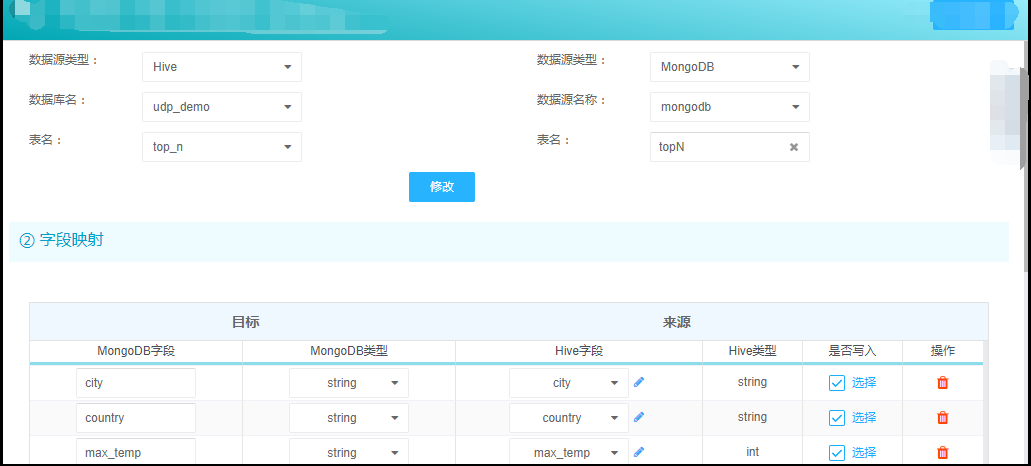 数据源类型： Hive 数据源类型： MongoDB
数据库名： udp_demo 数据源名称： mongodb
表名： top_n 表名： topN
修改
② 字段映射
目标 来源
MongoDB字段 MongoDB类型 Hive字段 Hive类型 是否写入 操作
city string city string 选择
country string country string 选择
max_temp string max_temp int 选择